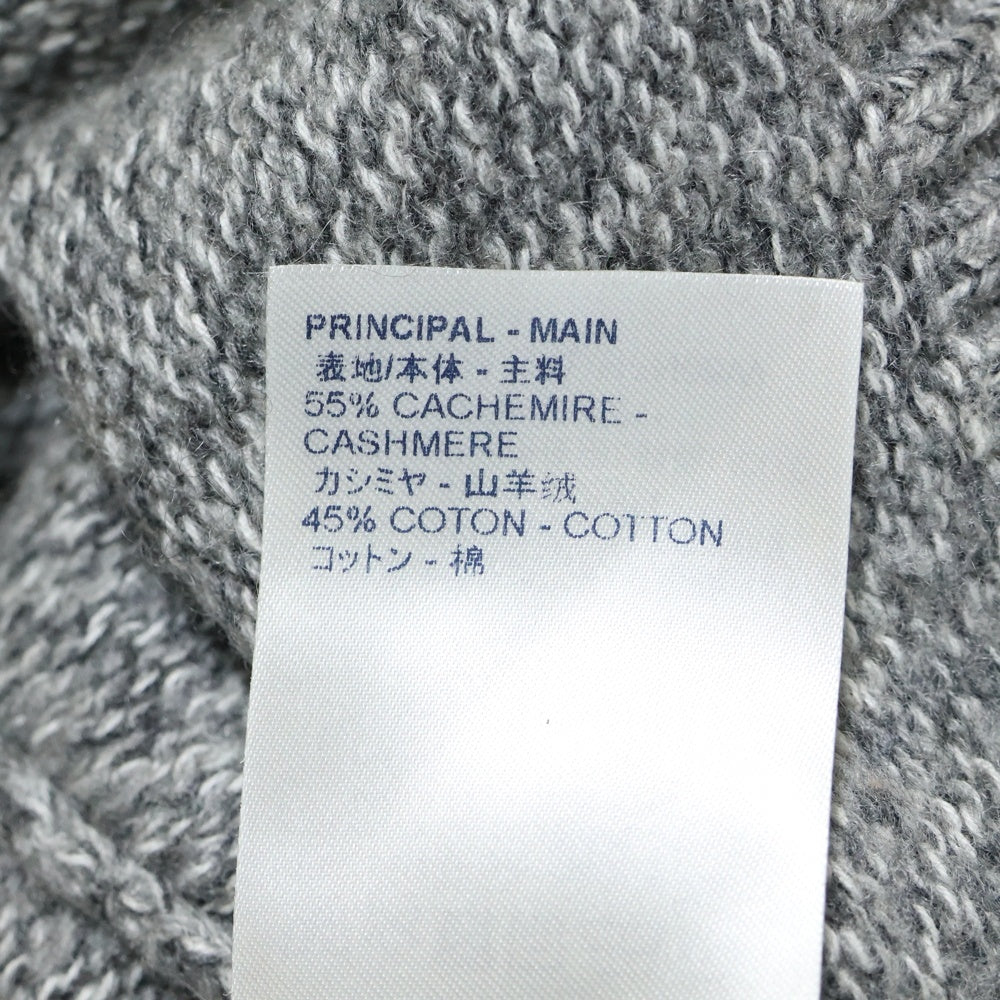 PRINCIPAL - MAIN
表地/本体 - 主料
55% CACHEMIRE -
CASHMERE
カシミヤ - 山羊绒
45% COTON - COTTON
コットン - 棉